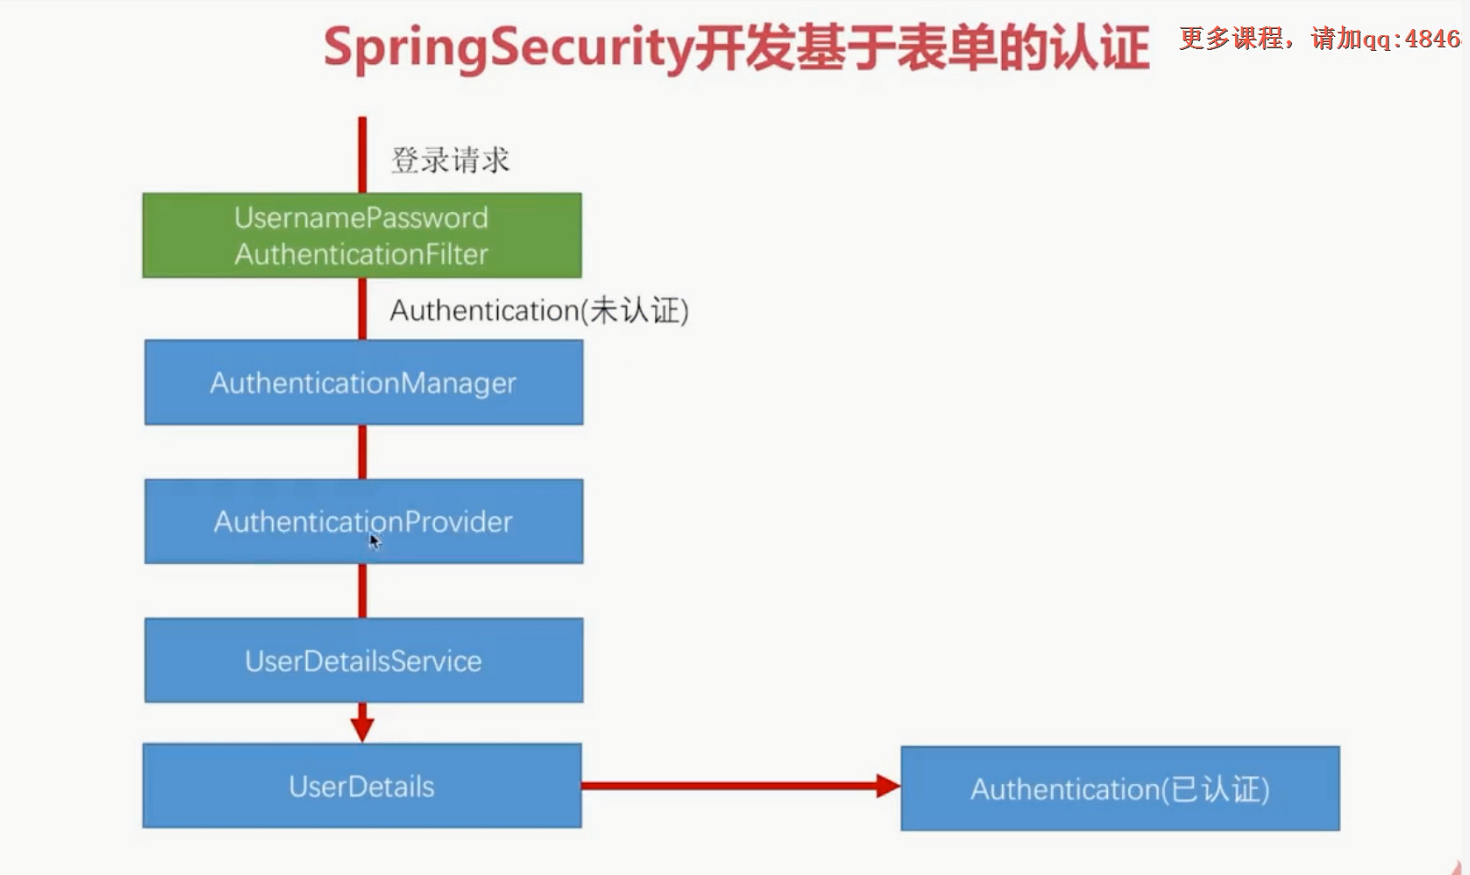 SpringSecurity开发基于表单的认证
更多课程，请加qq:4846
登录请求
UsernamePassword
AuthenticationFilter
Authentication(未认证)
AuthenticationManager
AuthenticationProvider
UserDetailsService
UserDetails
Authentication(已认证)